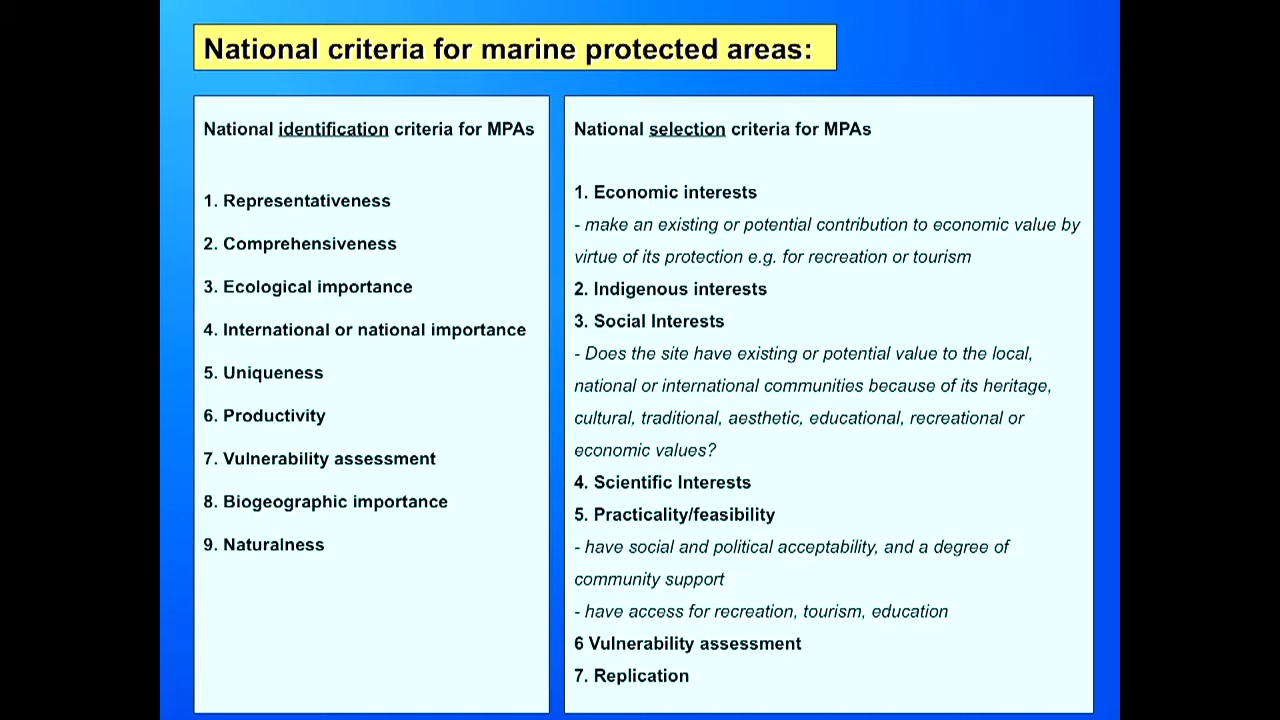 National criteria for marine protected areas:
National identification criteria for MPAs
1. Representativeness
2. Comprehensiveness
3. Ecological importance
4. International or national importance
5. Uniqueness
6. Productivity
7. Vulnerability assessment
8. Biogeographic importance
9. Naturalness
National selection criteria for MPAs
1. Economic interests
- make an existing or potential contribution to economic value by
virtue of its protection e.g. for recreation or tourism
2. Indigenous interests
3. Social Interests
- Does the site have existing or potential value to the local,
national or international communities because of its heritage,
cultural, traditional, aesthetic, educational, recreational or
economic values?
4. Scientific Interests
5. Practicality/feasibility
- have social and political acceptability, and a degree of
community support
- have access for recreation, tourism, education
6 Vulnerability assessment
7. Replication